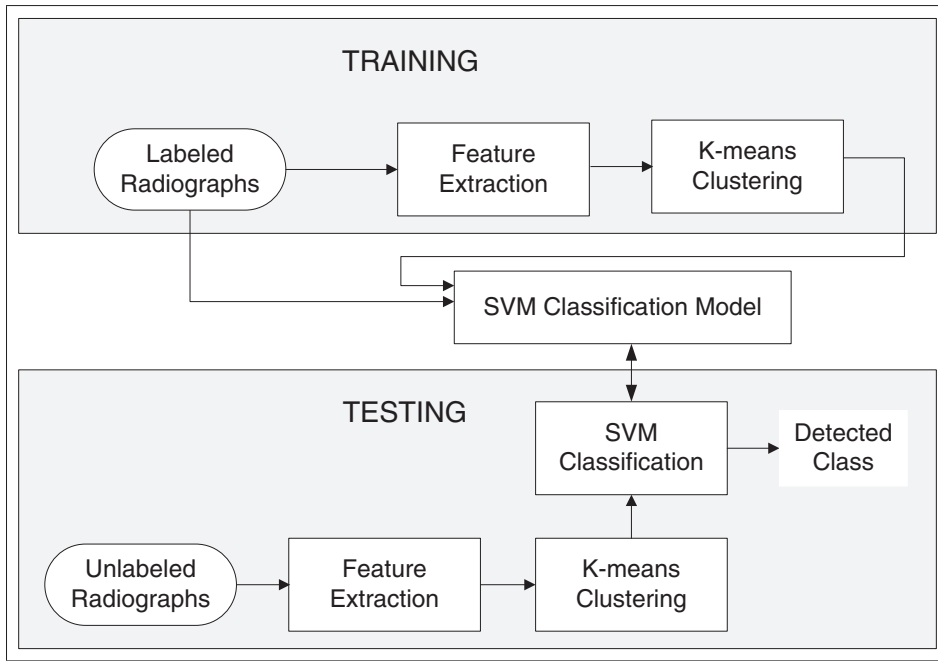 TRAINING
Labeled
Radiographs
Feature
Extraction
K-means
Clustering
SVM Classification Model
TESTING
SVM
Classification
Detected
Class
Unlabeled
Radiographs
Feature
Extraction
K-means
Clustering